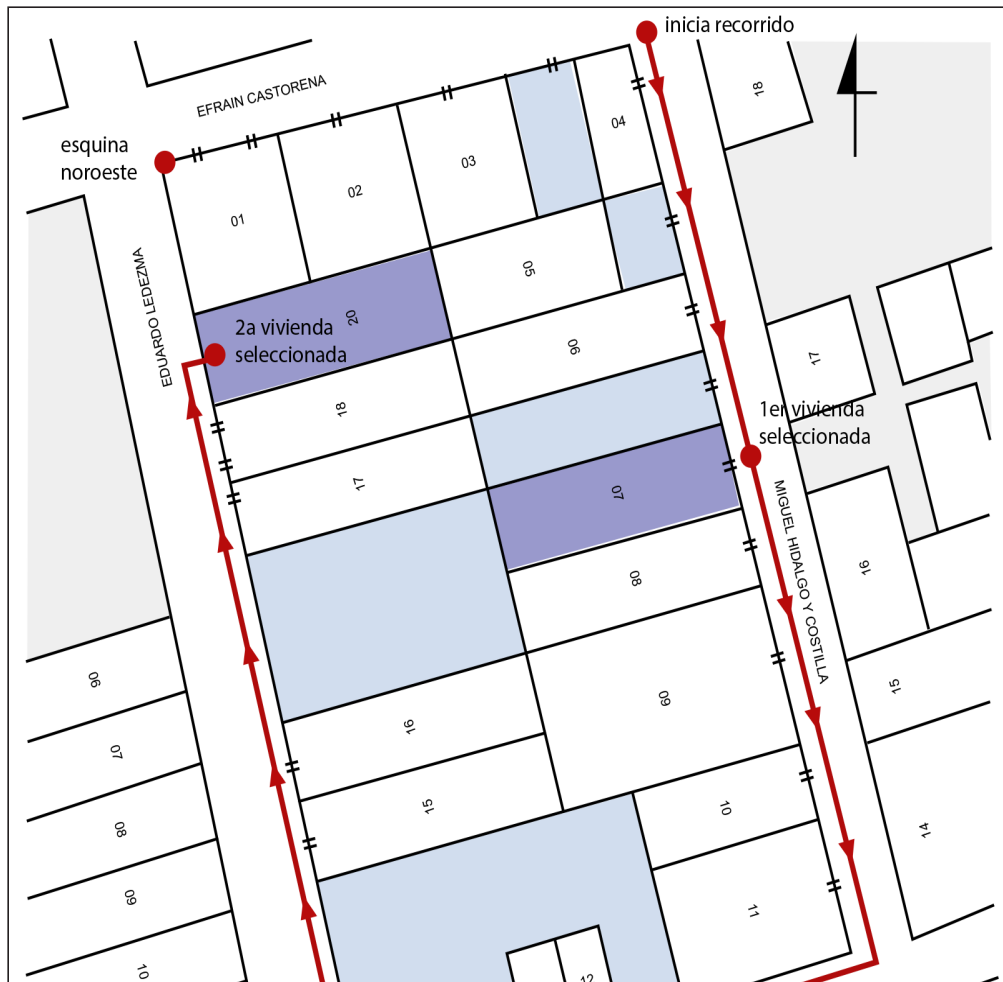 inicia recorrido
EFRAIN CASTORENA
18
esquina
noroeste
04
03
02
01
05
20
EDUARDO LEDEZMA
2a vivienda
seleccionada
06
17
18
1er vivienda
seleccionada
17
07
MIGUEL HIDALGO Y COSTILLA
08
16
06
09
15
16
07
15
10
08
14
09
11
10
12